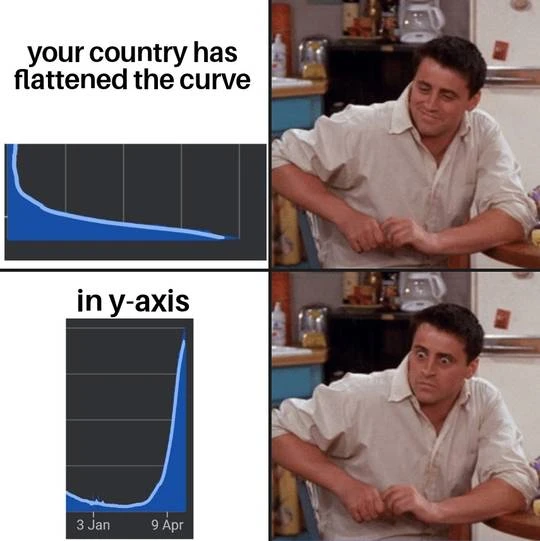 your country has
flattened the curve
in y-axis
3 Jan
9 Apr